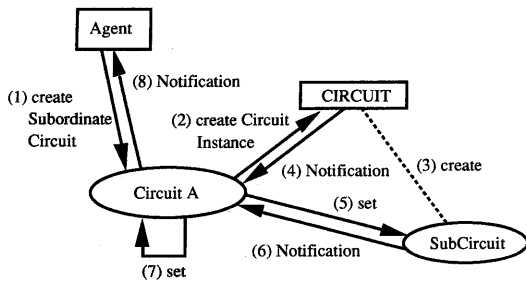 Agent
(1) create
Subordinate
Circuit
(8) Notification
(2) create Circuit
Instance
CIRCUIT
(4) Notification
(3) create
Circuit A
(5) set
(6) Notification
SubCircuit
(7) set